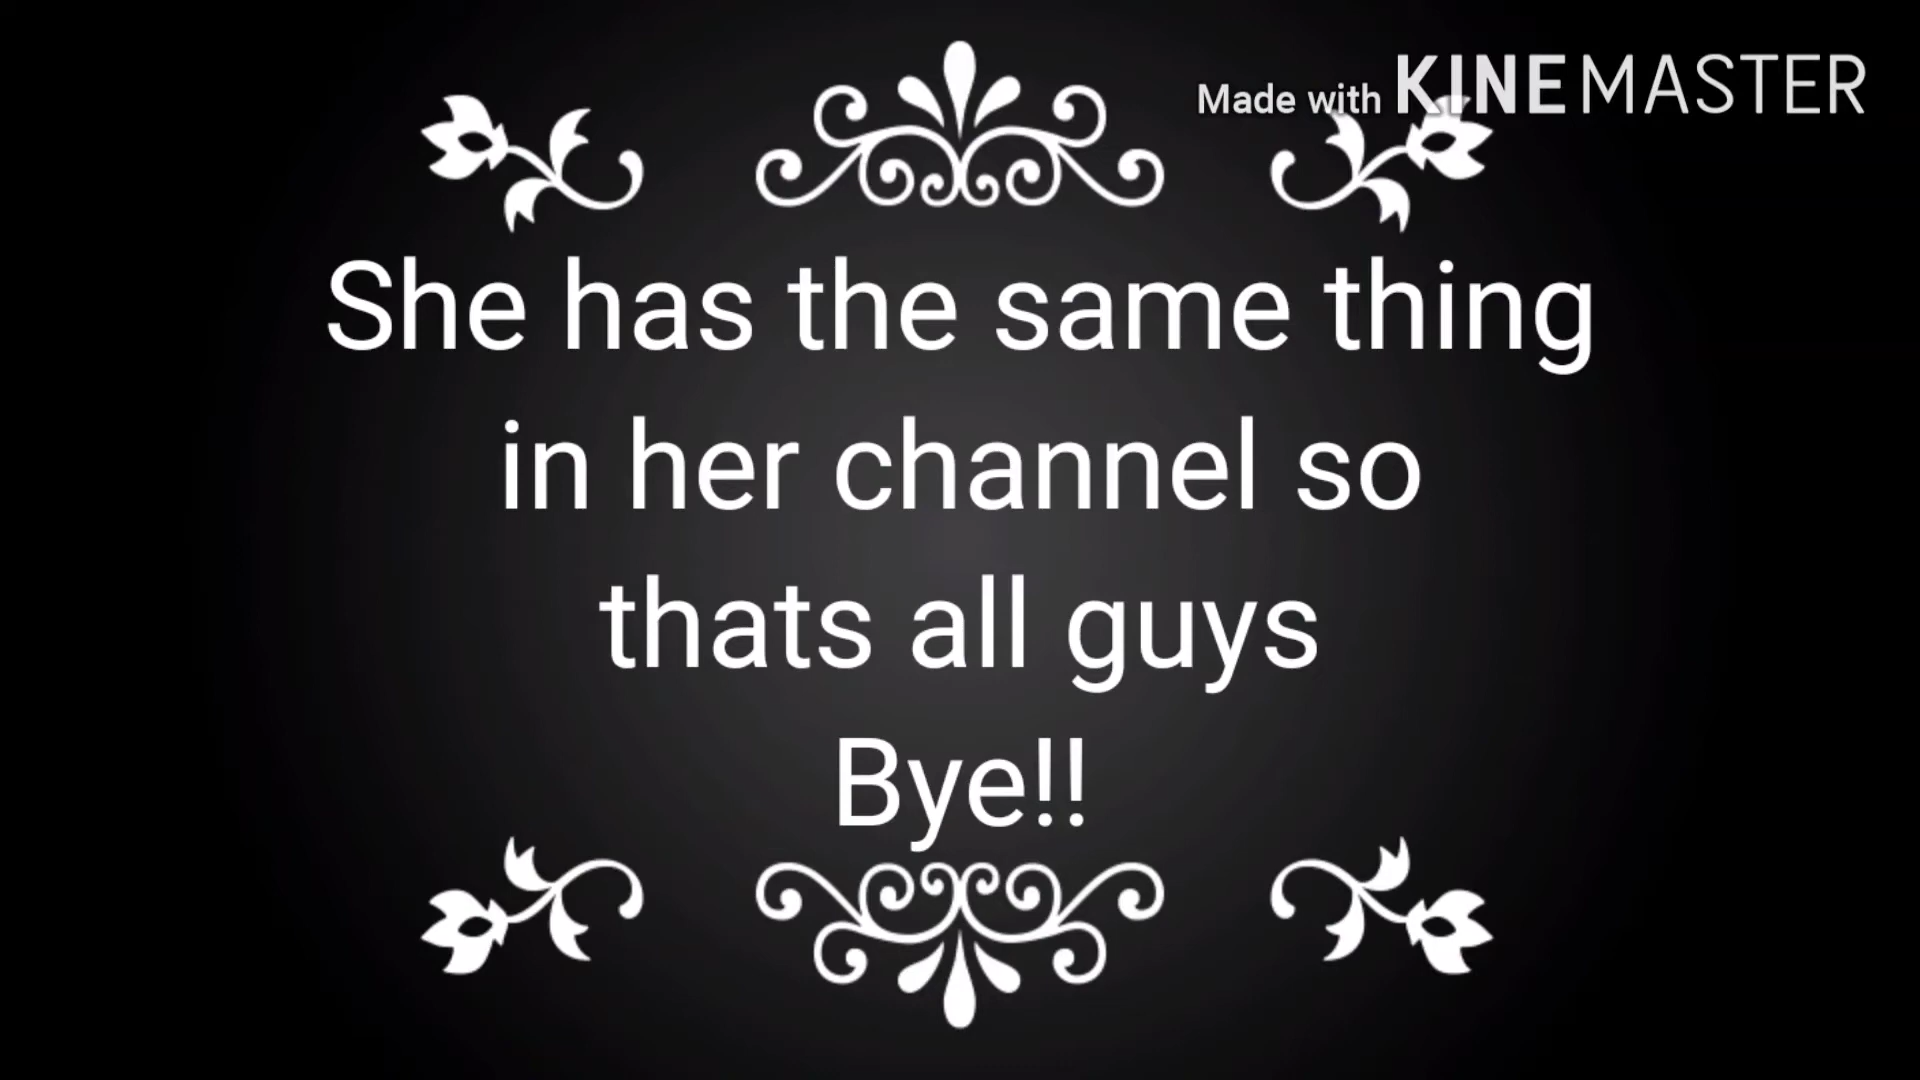 Made with KINEMASTER
She has the same thing
in her channel so
thats all guys
Bye!!